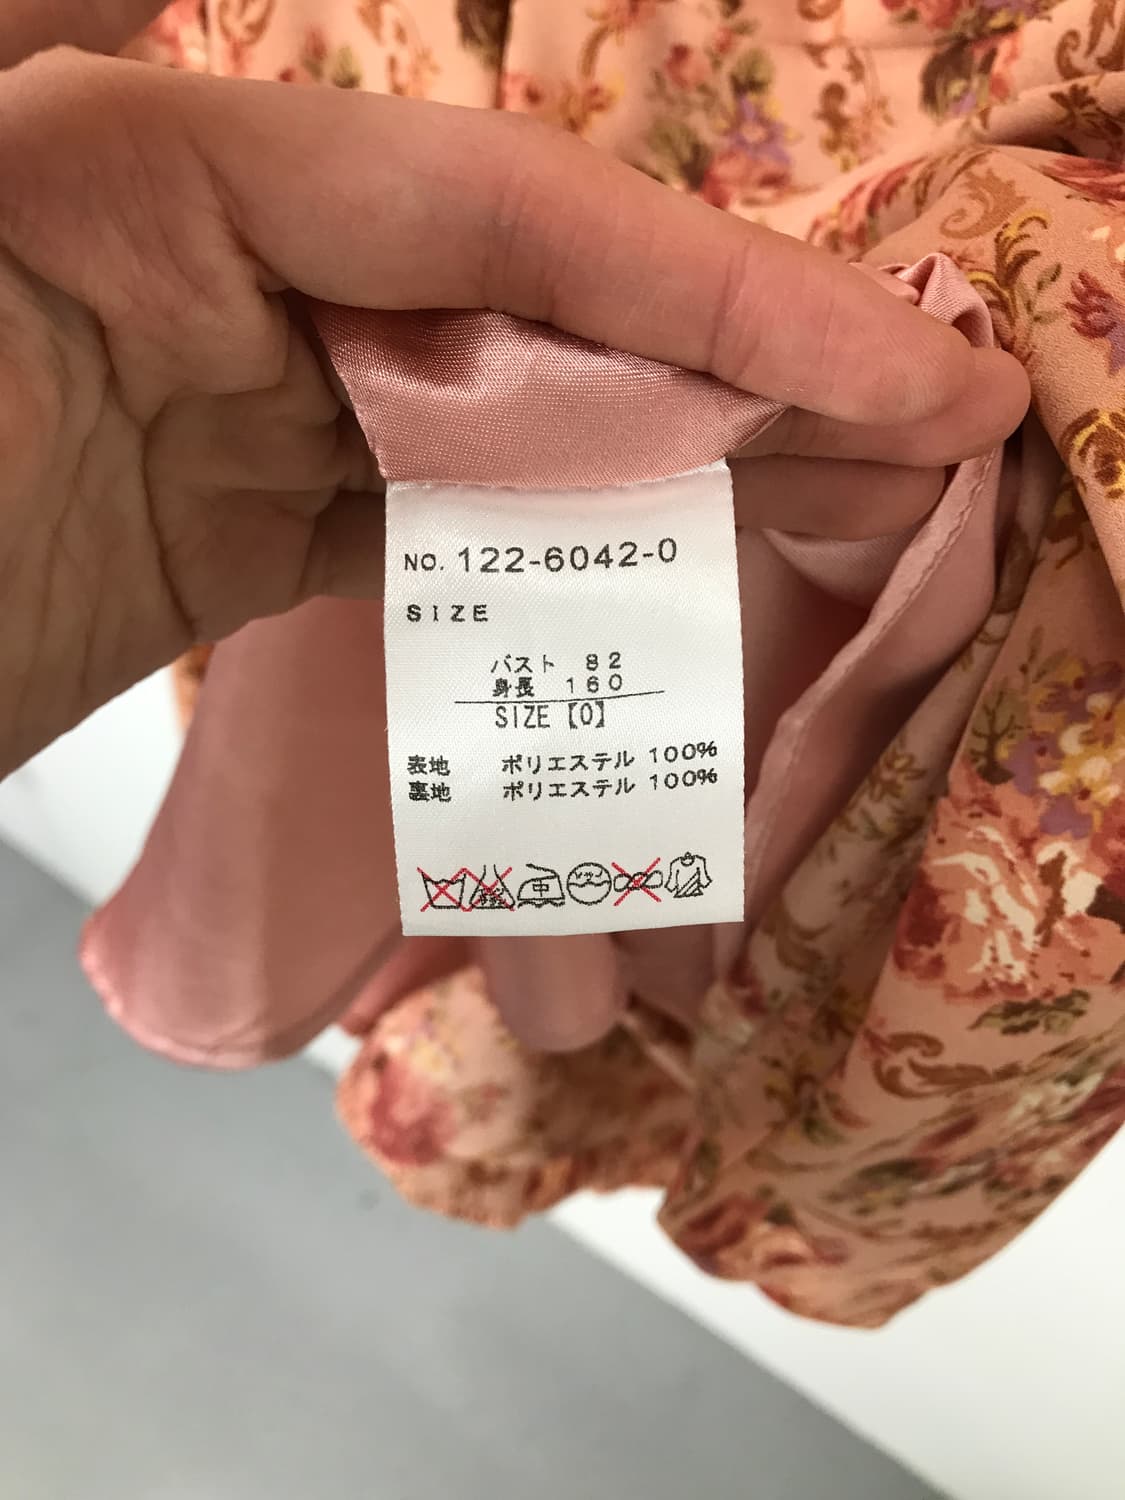 NO. 122-6042-0
SIZE
バスト 82
身長 160
SIZE【0】
表地 ポリエステル 100%
裏地 ポリエステル 100%
中